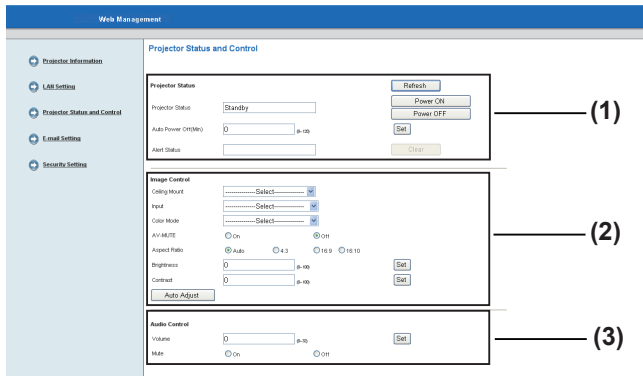 Web Management
Projector Information
LAN Setting
Projector Status and Control
E-mail Setting
Security Setting
Projector Status and Control
Projector Status
Refresh
Projector Status Standby
Power ON
Power OFF
Auto Power Off(Min) 0 (0~120) Set
Alert Status Clear
(1)
Image Control
Ceiling Mount ---------------Select---------------
Input ---------------Select---------------
Color Mode ---------------Select---------------
AV-MUTE On Off
Aspect Ratio Auto 4:3 16:9 16:10
Brightness 0 (0~100) Set
Contrast 0 (0~100) Set
Auto Adjust
(2)
Audio Control
Volume 0 Set
Mute On Off
(3)